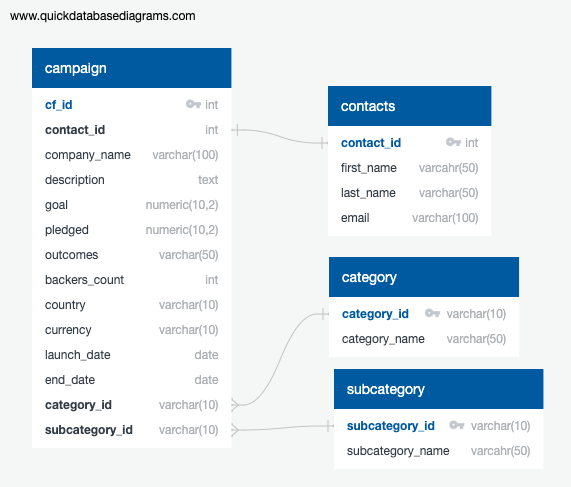 www.quickdatabasediagrams.com
campaign
cf_id int
contact_id int
company_name varchar(100)
description text
goal numeric(10,2)
pledged numeric(10,2)
outcomes varchar(50)
backers_count int
country varchar(10)
currency varchar(10)
launch_date date
end_date date
category_id varchar(10)
subcategory_id varchar(10)
contacts
contact_id int
first_name varcahr(50)
last_name varchar(50)
email varchar(100)
category
category_id varchar(10)
category_name varchar(50)
subcategory
subcategory_id varchar(10)
subcategory_name varcahr(50)